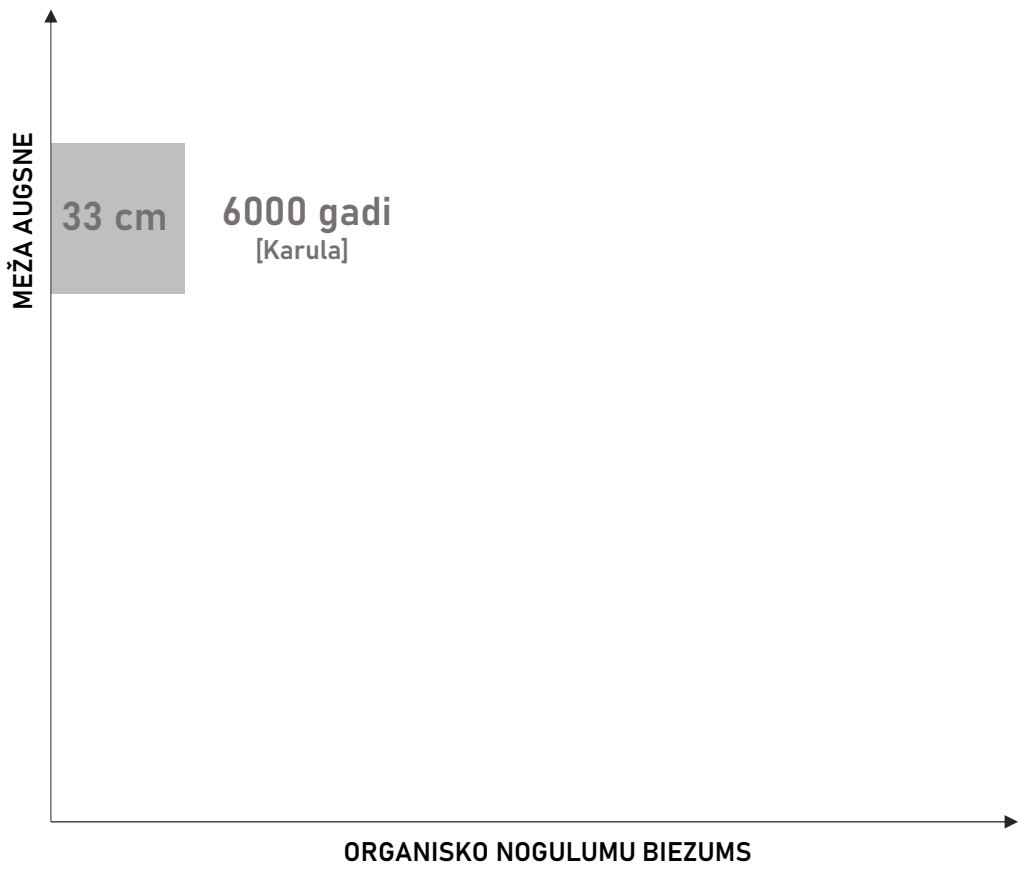 MEŽA AUGSNE
33 cm
6000 gadi
[Karula]
ORGANISKO NOGULUMU BIEZUMS